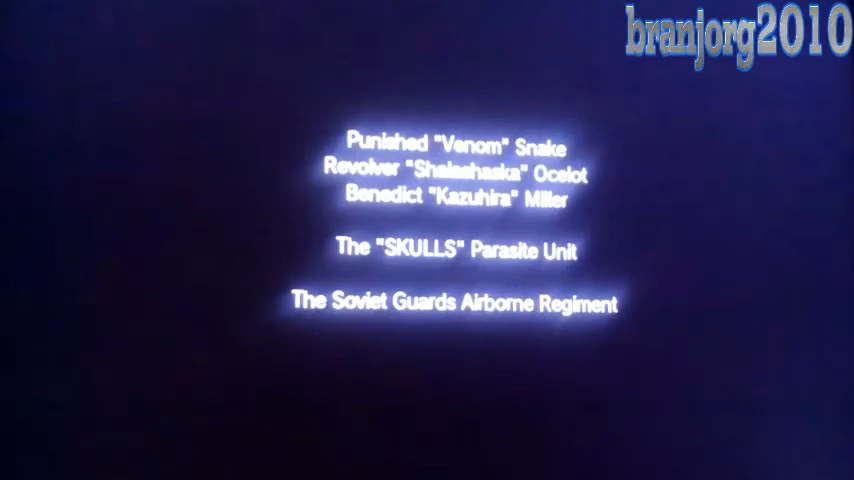 branjorg2010
Punished "Venom" Snake
Revolver "Shalashaska" Ocelot
Benedict "Kazuhira" Miller
The "SKULLS" Parasite Unit
The Soviet Guards Airborne Regiment